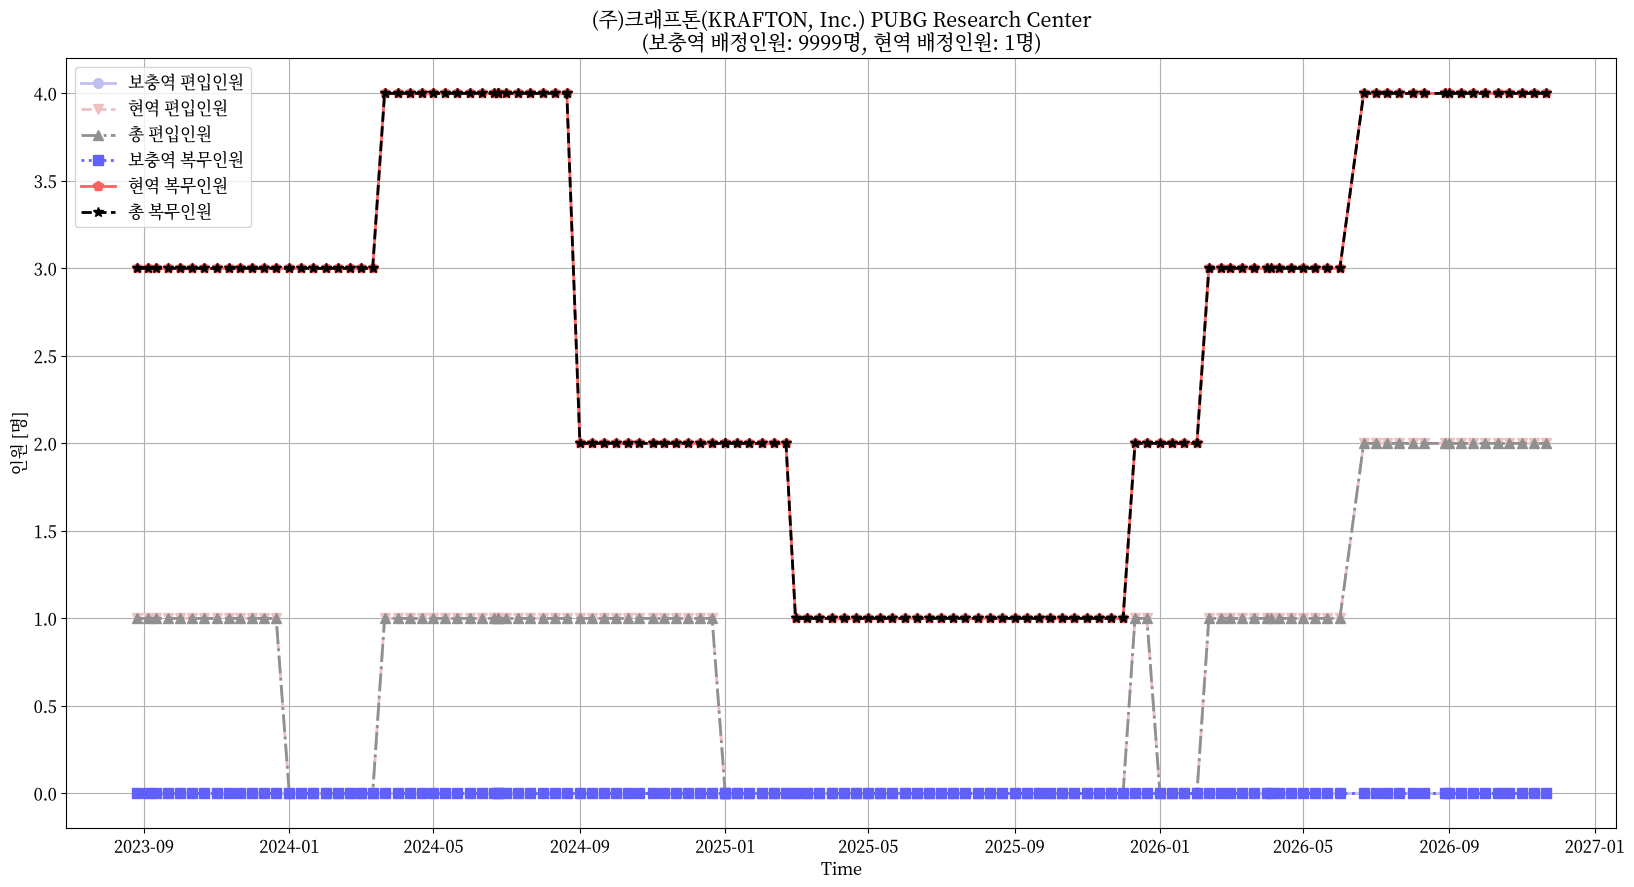 (주)크래프톤(KRAFTON, Inc.) PUBG Research Center
(보충역 배정인원: 9999명, 현역 배정인원: 1명)
보충역 편입인원
현역 편입인원
총 편입인원
보충역 복무인원
현역 복무인원
총 복무인원
4.0
3.5
3.0
2.5
2.0
1.5
1.0
0.5
0.0
인원 [명]
2023-09 2024-01 2024-05 2024-09 2025-01 2025-05 2025-09 2026-01 2026-05 2026-09 2027-01
Time